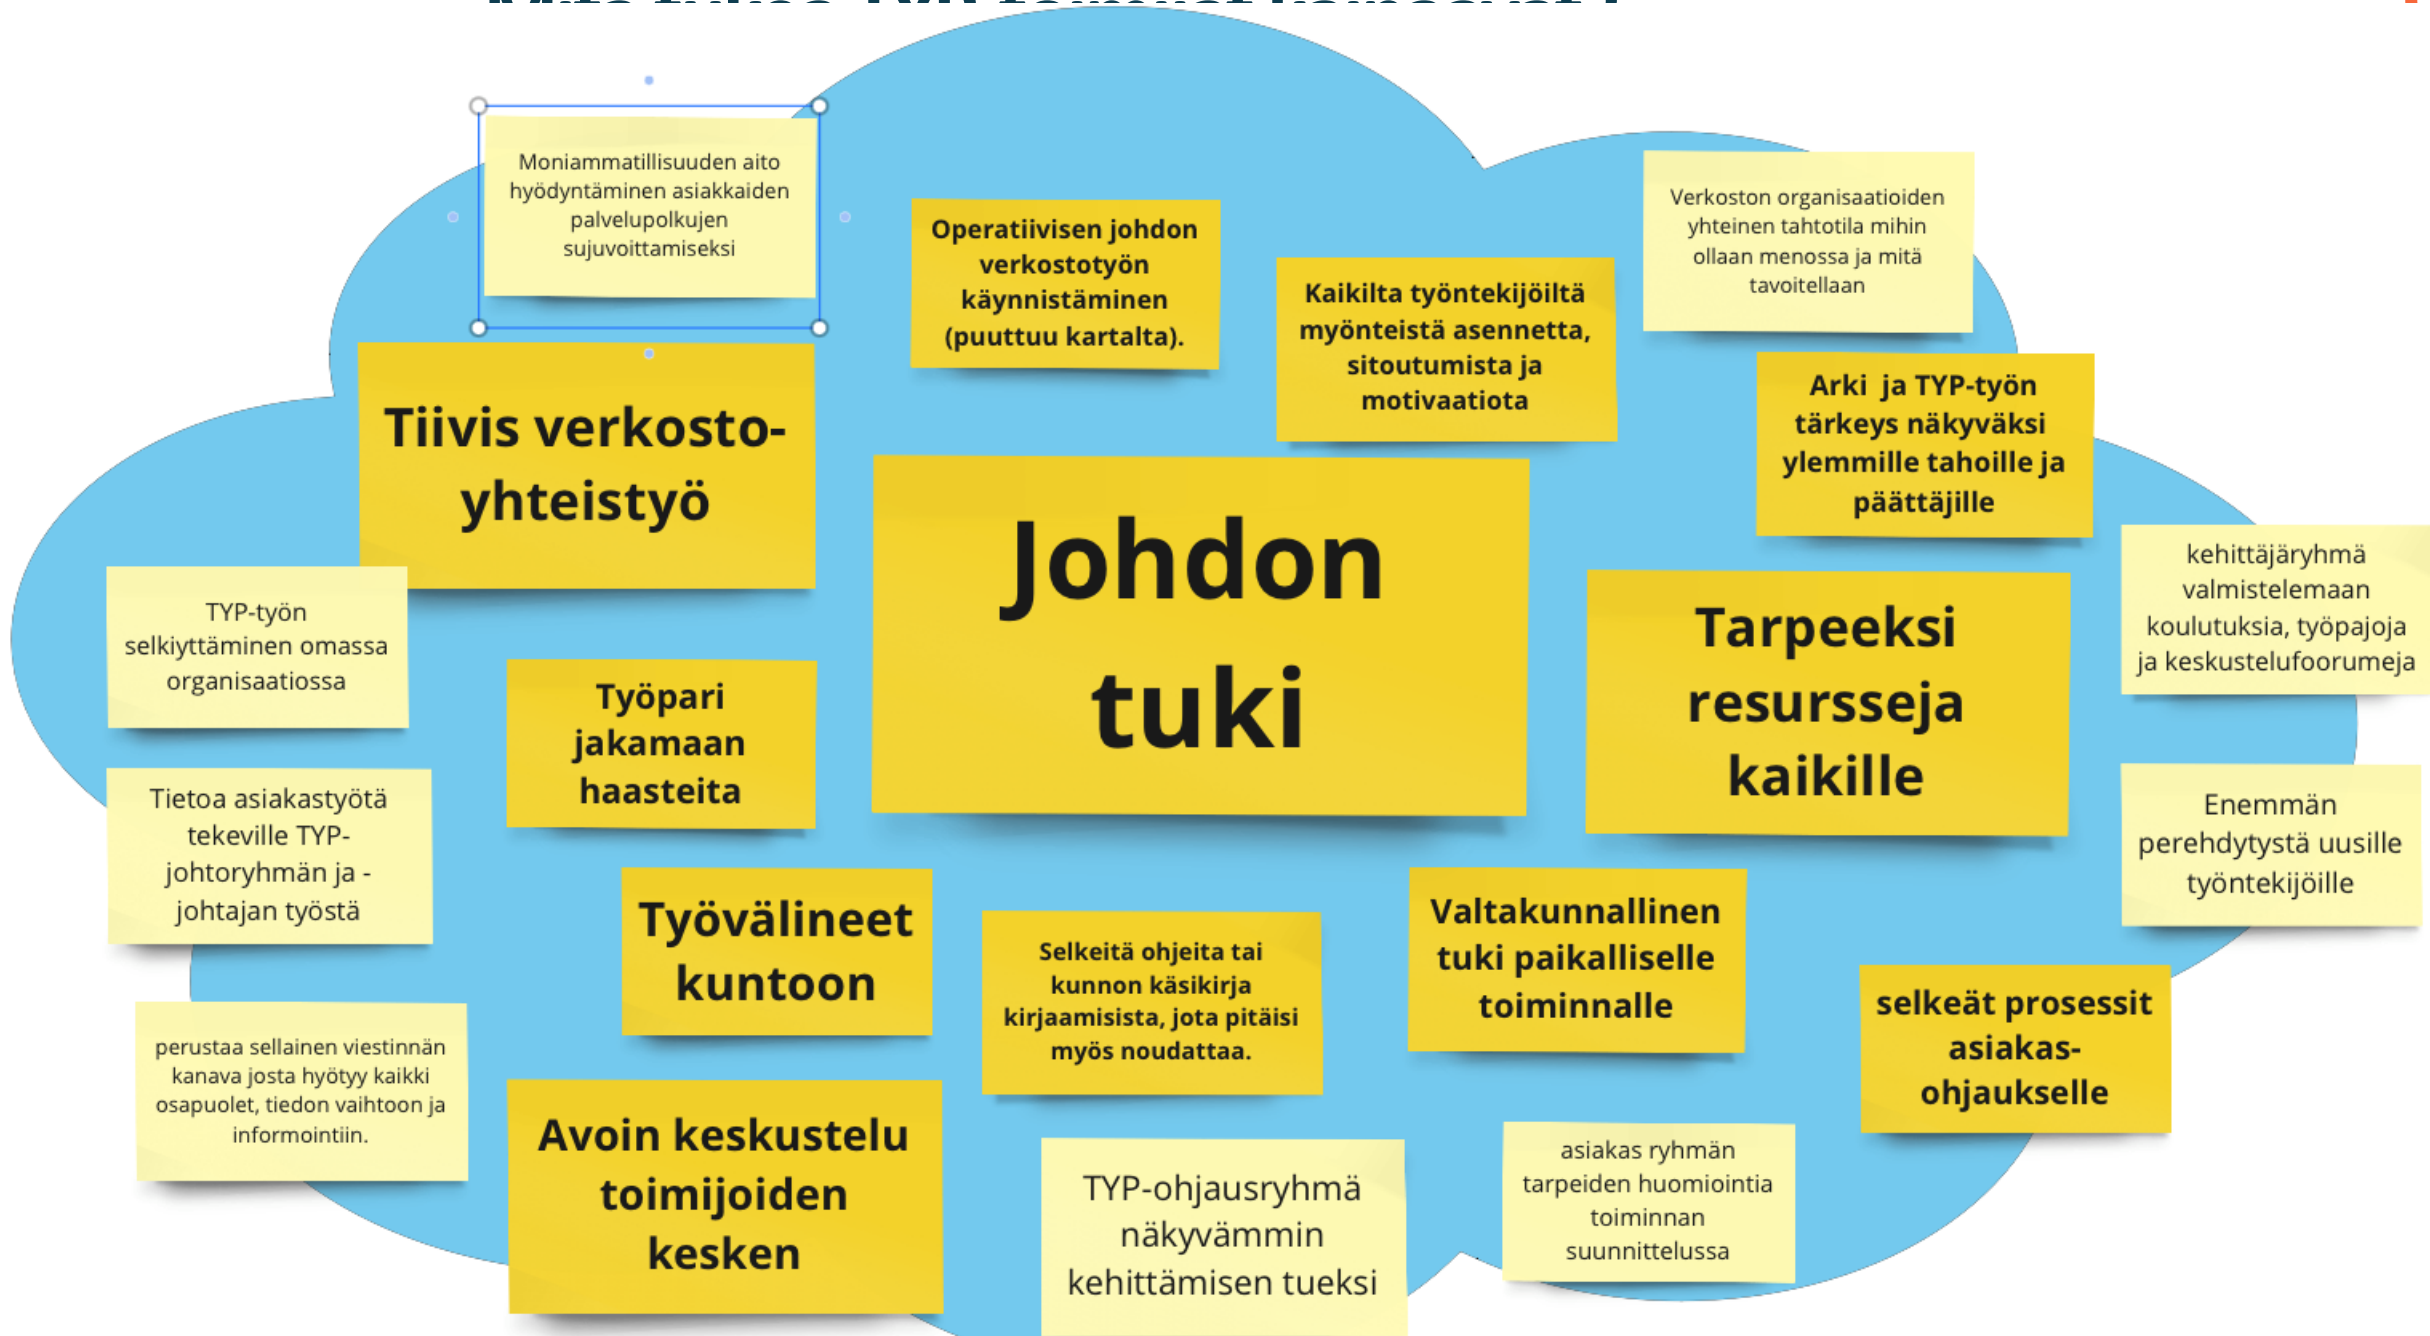 Moniammatillisuuden aito
hyödyntäminen asiakkaiden
palvelupolkujen
sujuvoittamiseksi
Operatiivisen johdon
verkostotyön
käynnistäminen
(puuttuu kartalta).
Kaikilta työntekijöiltä
myönteistä asennetta,
sitoutumista ja
motivaatiota
Verkoston organisaatioiden
yhteinen tahtotila mihin
ollaan menossa ja mitä
tavoitellaan
Tiivis verkosto-
yhteistyö
Arki ja TYP-työn
tärkeys näkyväksi
ylemmille tahoille ja
päättäjille
Johdon
tuki
kehittäjäryhmä
valmistelemaan
koulutuksia, työpajoja
ja keskustelufoorumeja
TYP-työn
selkiyttäminen omassa
organisaatiossa
Tarpeeksi
resursseja
kaikille
Työpari
jakamaan
haasteita
Tietoa asiakastyötä
tekeville TYP-
johtoryhmän ja -
johtajan työstä
Enemmän
perehdytystä uusille
työntekijöille
Työvälineet
kuntoon
Selkeitä ohjeita tai
kunnon käsikirja
kirjaamisista, jota pitäisi
myös noudattaa.
Valtakunnallinen
tuki paikalliselle
toiminnalle
selkeät prosessit
asiakas-
ohjaukselle
perustaa sellainen viestinnän
kanava josta hyötyy kaikki
osapuolet, tiedon vaihtoon ja
informointiin.
Avoin keskustelu
toimijoiden
kesken
TYP-ohjausryhmä
näkyvämmin
kehittämisen tueksi
asiakas ryhmän
tarpeiden huomiointia
toiminnan
suunnittelussa